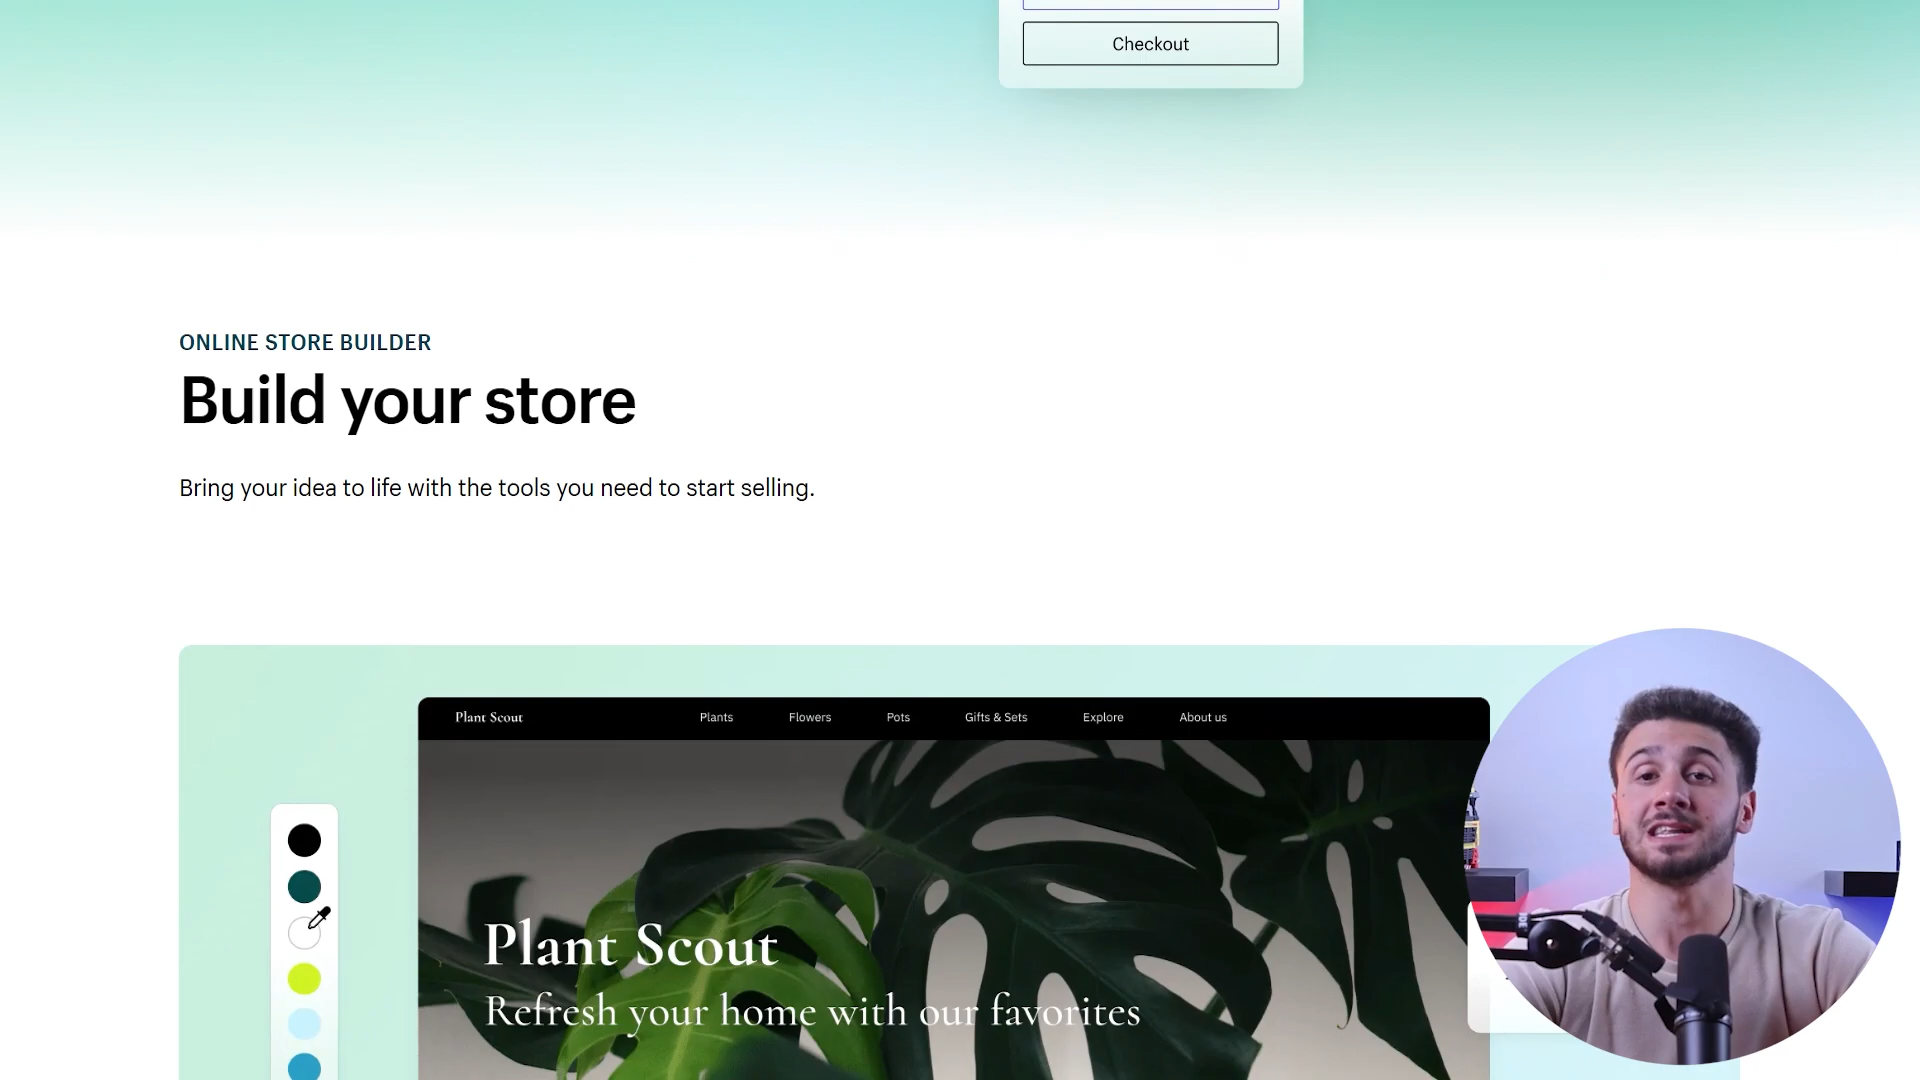 Checkout
ONLINE STORE BUILDER
Build your store
Bring your idea to life with the tools you need to start selling.
Plant Scout
Plants
Flowers
Pots
Gifts & Sets
Explore
About us
Plant Scout
Refresh your home with our favorites